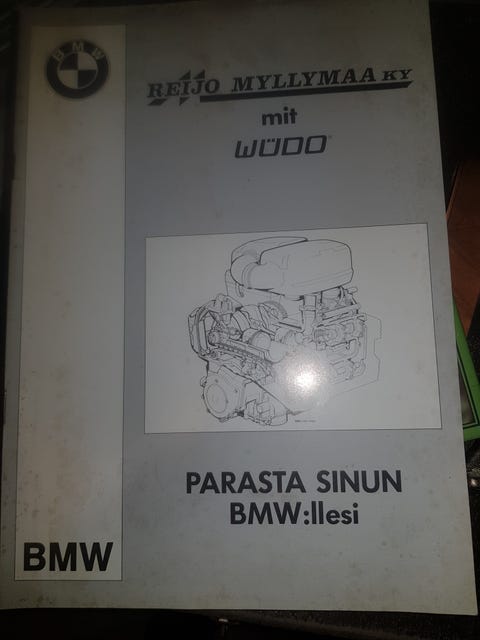 BMW
REIJO MYLLYMAA KY
mit
WÜDO
PARASTA SINUN
BMW:llesi
BMW